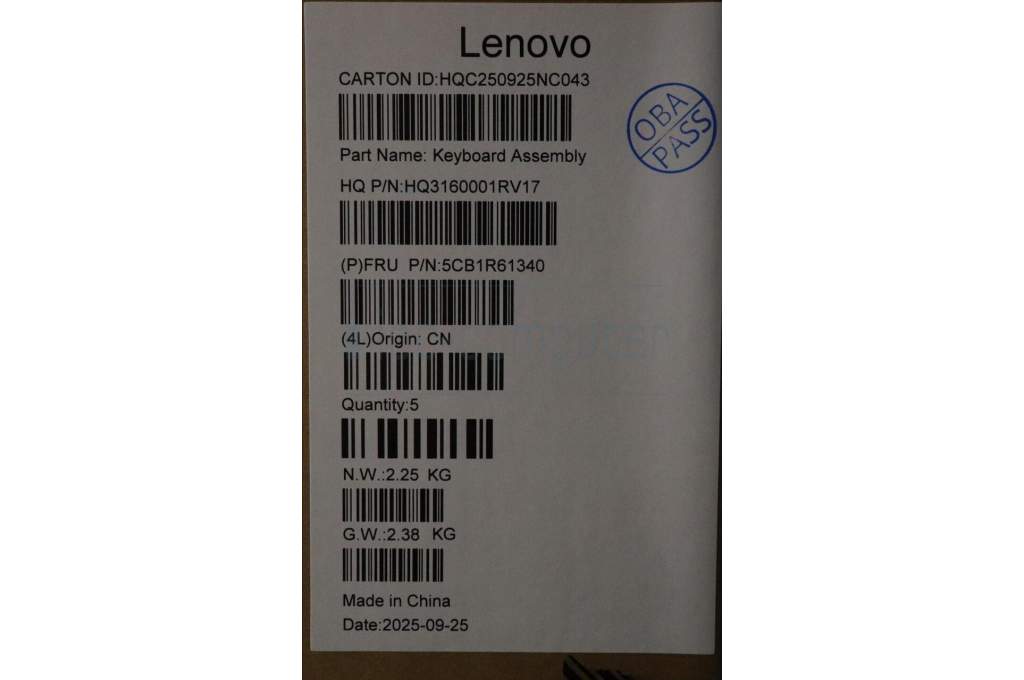 Lenovo
CARTON ID:HQC250925NC043
OBA
PASS
Part Name: Keyboard Assembly
HQ P/N:HQ3160001RV17
(P)FRU P/N:5CB1R61340
(4L)Origin: CN
Quantity:5
N.W.:2.25 KG
G.W.:2.38 KG
Made in China
Date:2025-09-25